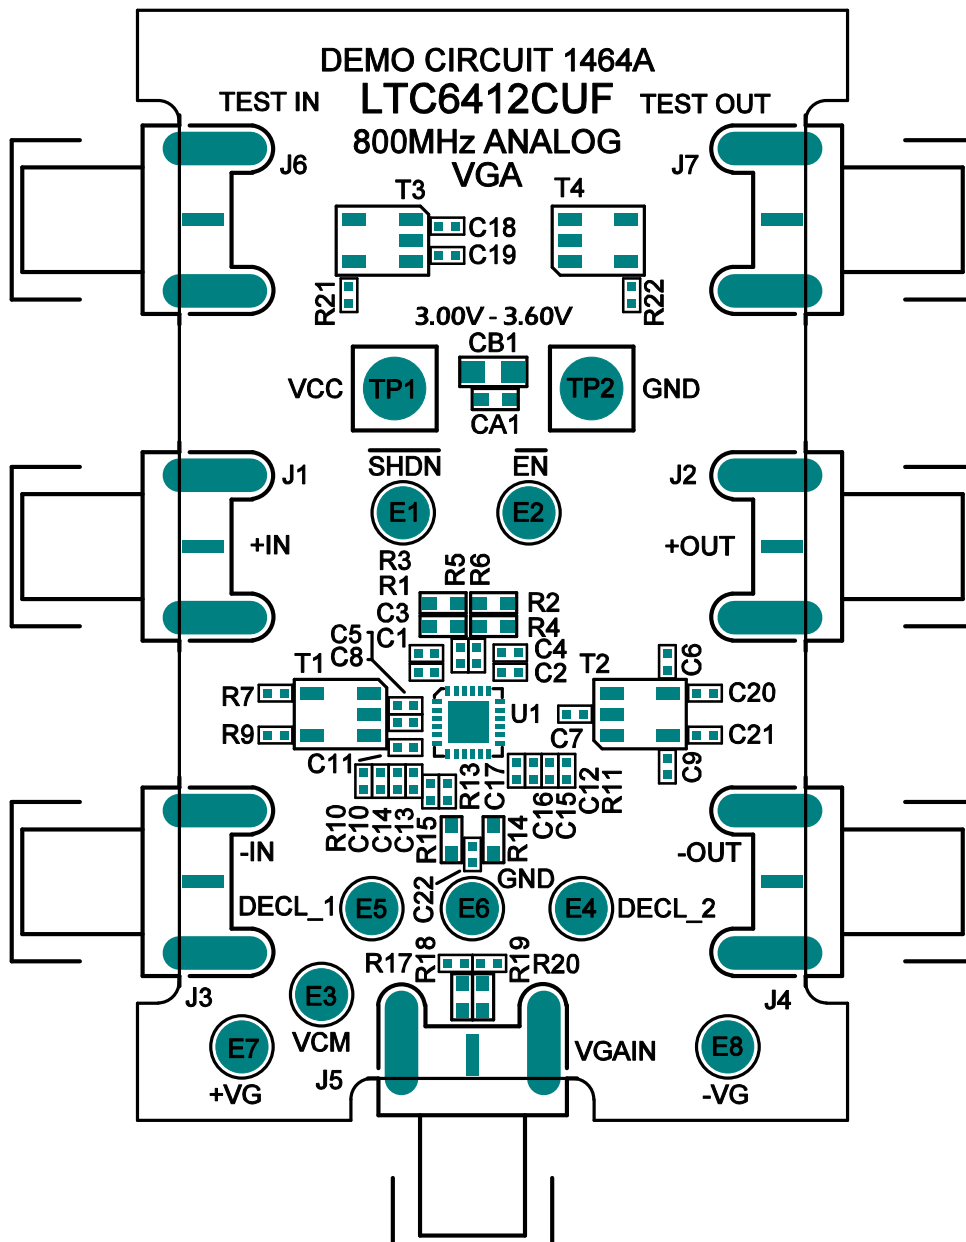 DEMO CIRCUIT 1464A
TEST IN
LTC6412CUF
TEST OUT
800MHz ANALOG
VGA
J6
J7
T3
T4
C18
C19
R21
R22
3.00V - 3.60V
CB1
VCC
TP1
TP2
GND
CA1
SHDN
EN
J1
J2
E1
E2
+IN
+OUT
R3
R5
R6
R1
R2
C3
R4
C5
C1
C8
C4
C2
T1
T2
C6
R7
C20
U1
R9
C7
C21
C11
C9
R13
C17
C12
R11
R10
C10
C14
C13
R15
R14
C16
C15
-IN
-OUT
C22
GND
DECL_1
E5
E6
E4
DECL_2
R17
R18
R19
R20
J3
E3
J4
E7
VCM
E8
VGAIN
J5
+VG
-VG